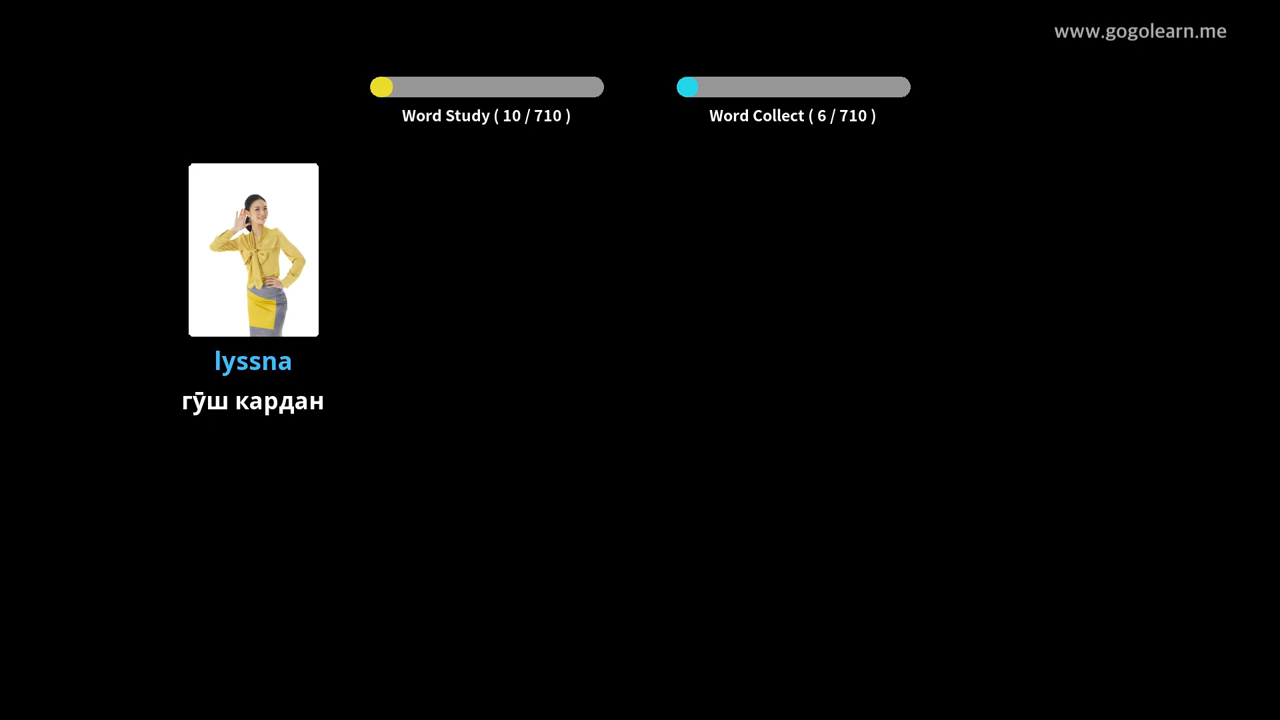 www.gogolearn.me
Word Study ( 10 / 710 )
Word Collect ( 6 / 710 )
lyssna
гӯш кардан